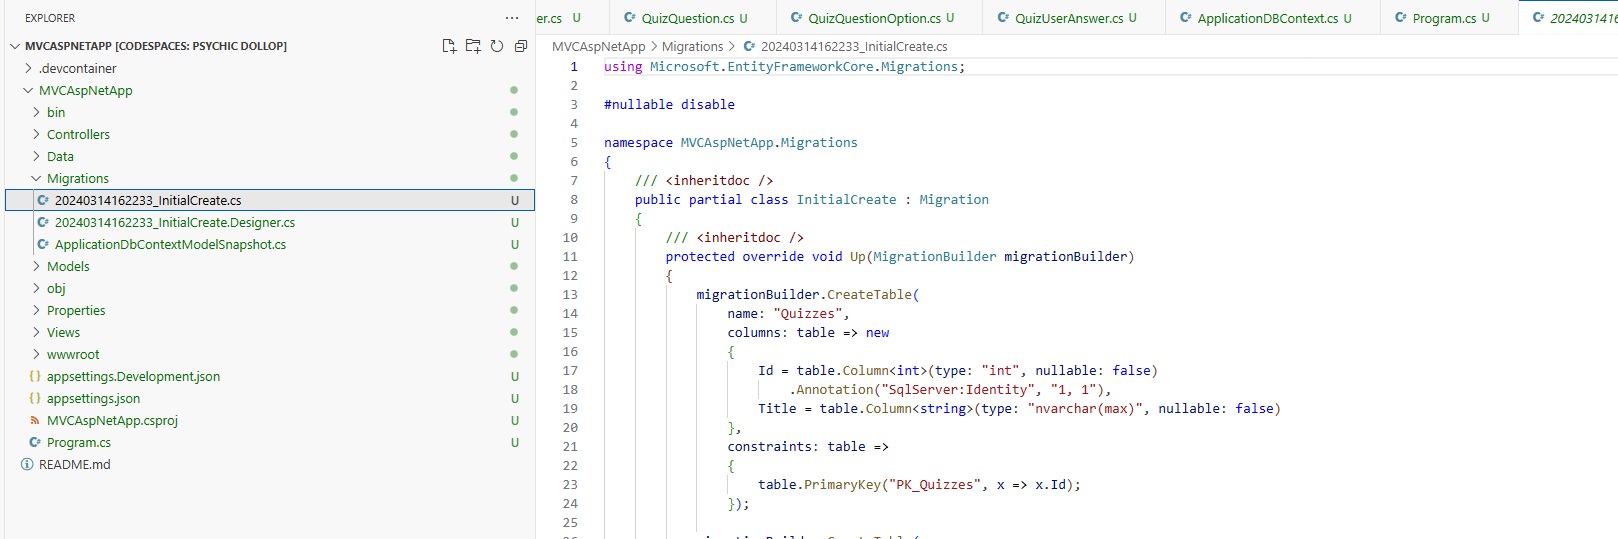 EXPLORER
MVCASPNETAPP [CODESPACES: PSYCHIC DOLLOP]
.devcontainer
MVCAspNetApp
bin
Controllers
Data
Migrations
20240314162233_InitialCreate.cs U
20240314162233_InitialCreate.Designer.cs U
ApplicationDbContextModelSnapshot.cs U
Models
obj
Properties
Views
wwwroot
{} appsettings.Development.json U
{} appsettings.json U
MVCAspNetApp.csproj U
Program.cs U
README.md
er.cs U QuizQuestion.cs U QuizQuestionOption.cs U QuizUserAnswer.cs U ApplicationDBContext.cs U Program.cs U 2024031416
MVCAspNetApp > Migrations > 20240314162233_InitialCreate.cs
1 using Microsoft.EntityFrameworkCore.Migrations;
2
3 #nullable disable
4
5 namespace MVCAspNetApp.Migrations
6 {
7 /// <inheritdoc />
8 public partial class InitialCreate : Migration
9 {
10 /// <inheritdoc />
11 protected override void Up(MigrationBuilder migrationBuilder)
12 {
13 migrationBuilder.CreateTable(
14 name: "Quizzes",
15 columns: table => new
16 {
17 Id = table.Column<int>(type: "int", nullable: false)
18 .Annotation("SqlServer:Identity", "1, 1"),
19 Title = table.Column<string>(type: "nvarchar(max)", nullable: false)
20 },
21 constraints: table =>
22 {
23 table.PrimaryKey("PK_Quizzes", x => x.Id);
24 });
25